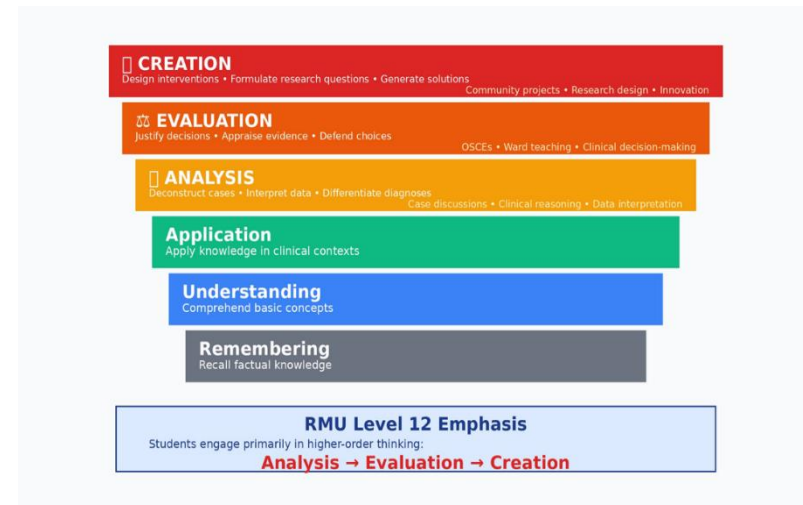 CREATION
Design interventions • Formulate research questions • Generate solutions
Community projects • Research design • Innovation
⚖ EVALUATION
Justify decisions • Appraise evidence • Defend choices
OSCEs • Ward teaching • Clinical decision-making
ANALYSIS
Deconstruct cases • Interpret data • Differentiate diagnoses
Case discussions • Clinical reasoning • Data interpretation
Application
Apply knowledge in clinical contexts
Understanding
Comprehend basic concepts
Remembering
Recall factual knowledge
RMU Level 12 Emphasis
Students engage primarily in higher-order thinking:
Analysis → Evaluation → Creation